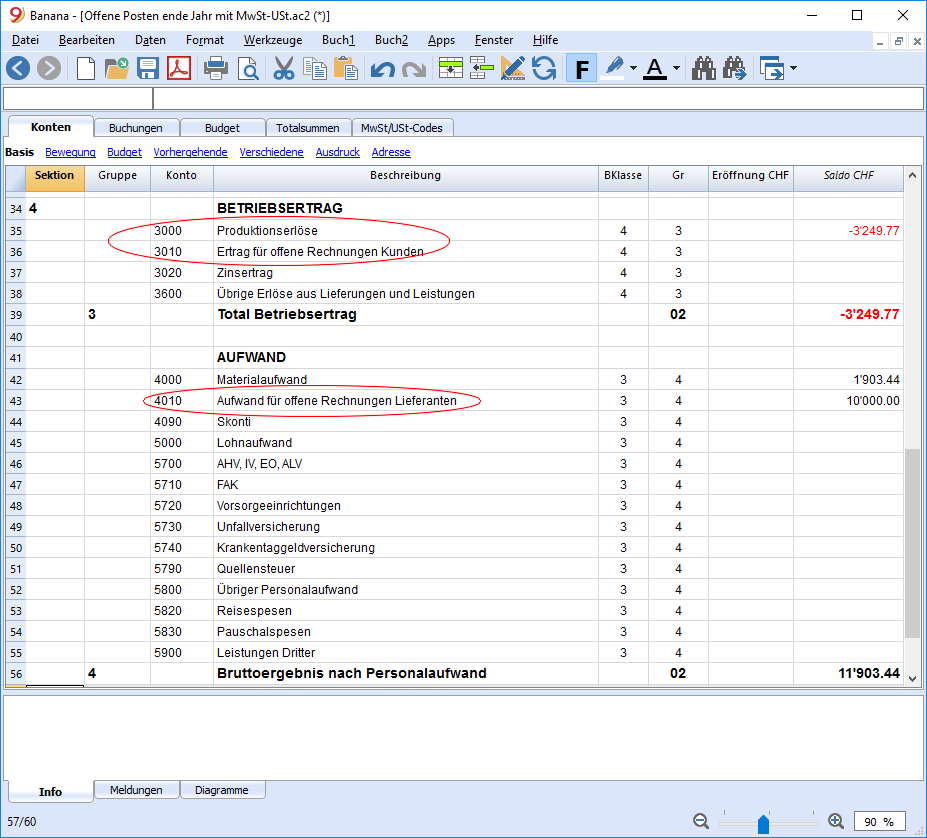 Banana - [Offene Posten ende Jahr mit MwSt-USt.ac2 (*)]
Datei Bearbeiten Daten Format Werkzeuge Buch1 Buch2 Apps Fenster Hilfe
F A
Konten Buchungen Budget Totalsummen MwSt/USt-Codes
Basis Bewegung Budget Vorhergehende Verschiedene Ausdruck Adresse
Sektion Gruppe Konto Beschreibung BKlasse Gr Eröffnung CHF Saldo CHF
34 4 BETRIEBSERTRAG
35 3000 Produktionserlöse 4 3 -3'249.77
36 3010 Ertrag für offene Rechnungen Kunden 4 3
37 3020 Zinsertrag 4 3
38 3600 Übrige Erlöse aus Lieferungen und Leistungen 4 3
39 3 Total Betriebsertrag 02 -3'249.77
40
41 AUFWAND
42 4000 Materialaufwand 3 4 1'903.44
43 4010 Aufwand für offene Rechnungen Lieferanten 3 4 10'000.00
44 4090 Skonti 3 4
45 5000 Lohnaufwand 3 4
46 5700 AHV, IV, EO, ALV 3 4
47 5710 FAK 3 4
48 5720 Vorsorgeeinrichtungen 3 4
49 5730 Unfallversicherung 3 4
50 5740 Krankentaggeldversicherung 3 4
51 5790 Quellensteuer 3 4
52 5800 Übriger Personalaufwand 3 4
53 5820 Reisespesen 3 4
54 5830 Pauschalspesen 3 4
55 5900 Leistungen Dritter 3 4
56 4 Bruttoergebnis nach Personalaufwand 02 11'903.44
Info Meldungen Diagramme
57/60 90 %